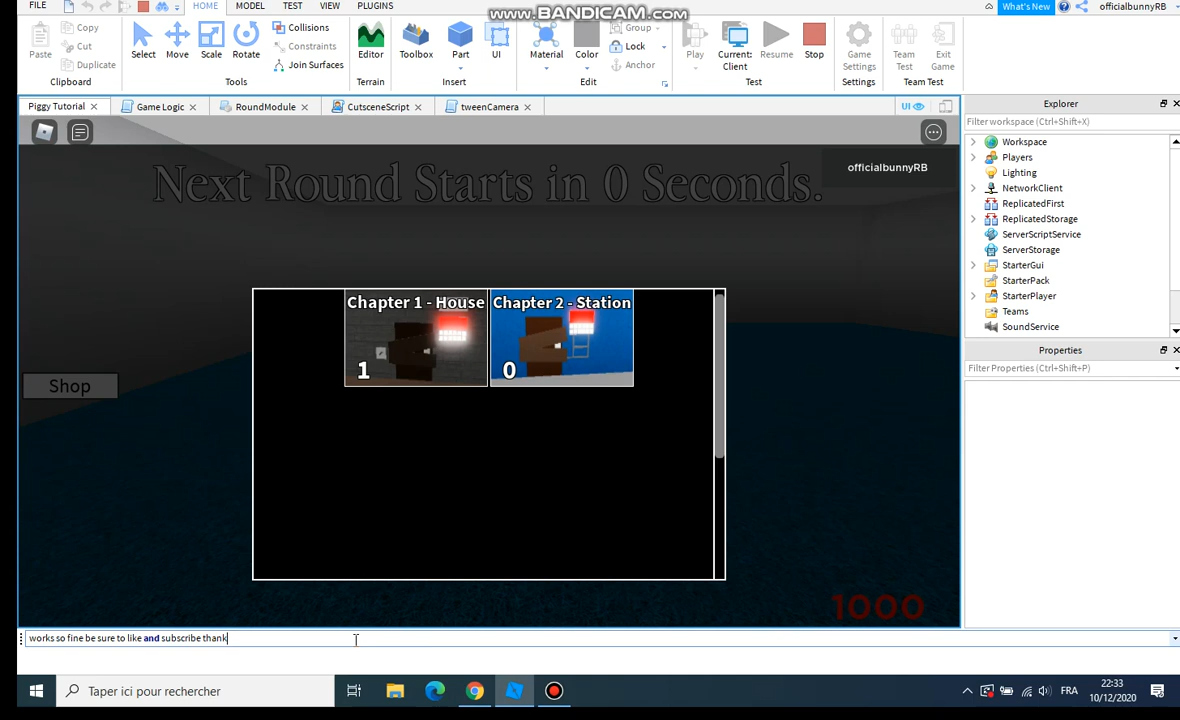 www.BANDICAM.com
FILE HOME MODEL TEST VIEW PLUGINS What's New officialbunnyRB
Paste Copy Cut Duplicate Select Move Scale Rotate Collisions Constraints Join Surfaces Editor Toolbox Part UI Material Color Group Lock Anchor Play Current: Client Resume Stop Game Settings Team Test Exit Game
Clipboard Tools Terrain Insert Edit Test Settings Team Test
Piggy Tutorial Game Logic RoundModule CutsceneScript tweenCamera UI
Next Round Starts in 0 Seconds.
officialbunnyRB
Chapter 1 - House Chapter 2 - Station
1 0
Shop
1000
works so fine be sure to like and subscribe thank
Explorer
Filter workspace (Ctrl+Shift+X)
Workspace
Players
Lighting
NetworkClient
ReplicatedFirst
ReplicatedStorage
ServerScriptService
ServerStorage
StarterGui
StarterPack
StarterPlayer
Teams
SoundService
Properties
Filter Properties (Ctrl+Shift+P)
Taper ici pour rechercher
FRA
22:33
10/12/2020